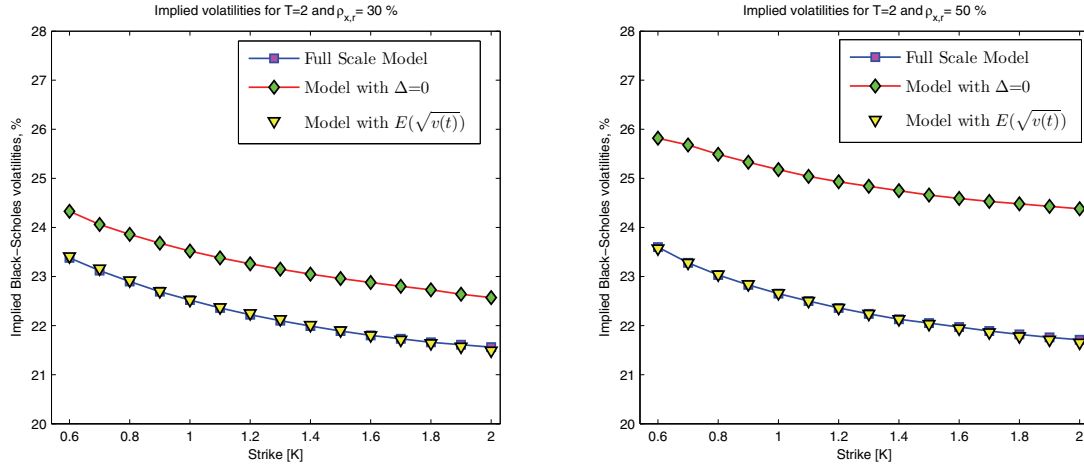 Implied volatilities for T=2 and ρx,r= 30 %
Full Scale Model
Model with Δ=0
Model with E(√v(t))
Implied Black−Scholes volatilities, %
28
27
26
25
24
23
22
21
20
0.6 0.8 1 1.2 1.4 1.6 1.8 2
Strike [K]
Implied volatilities for T=2 and ρx,r= 50 %
Full Scale Model
Model with Δ=0
Model with E(√v(t))
Implied Black−Scholes volatilities, %
28
27
26
25
24
23
22
21
20
0.6 0.8 1 1.2 1.4 1.6 1.8 2
Strike [K]